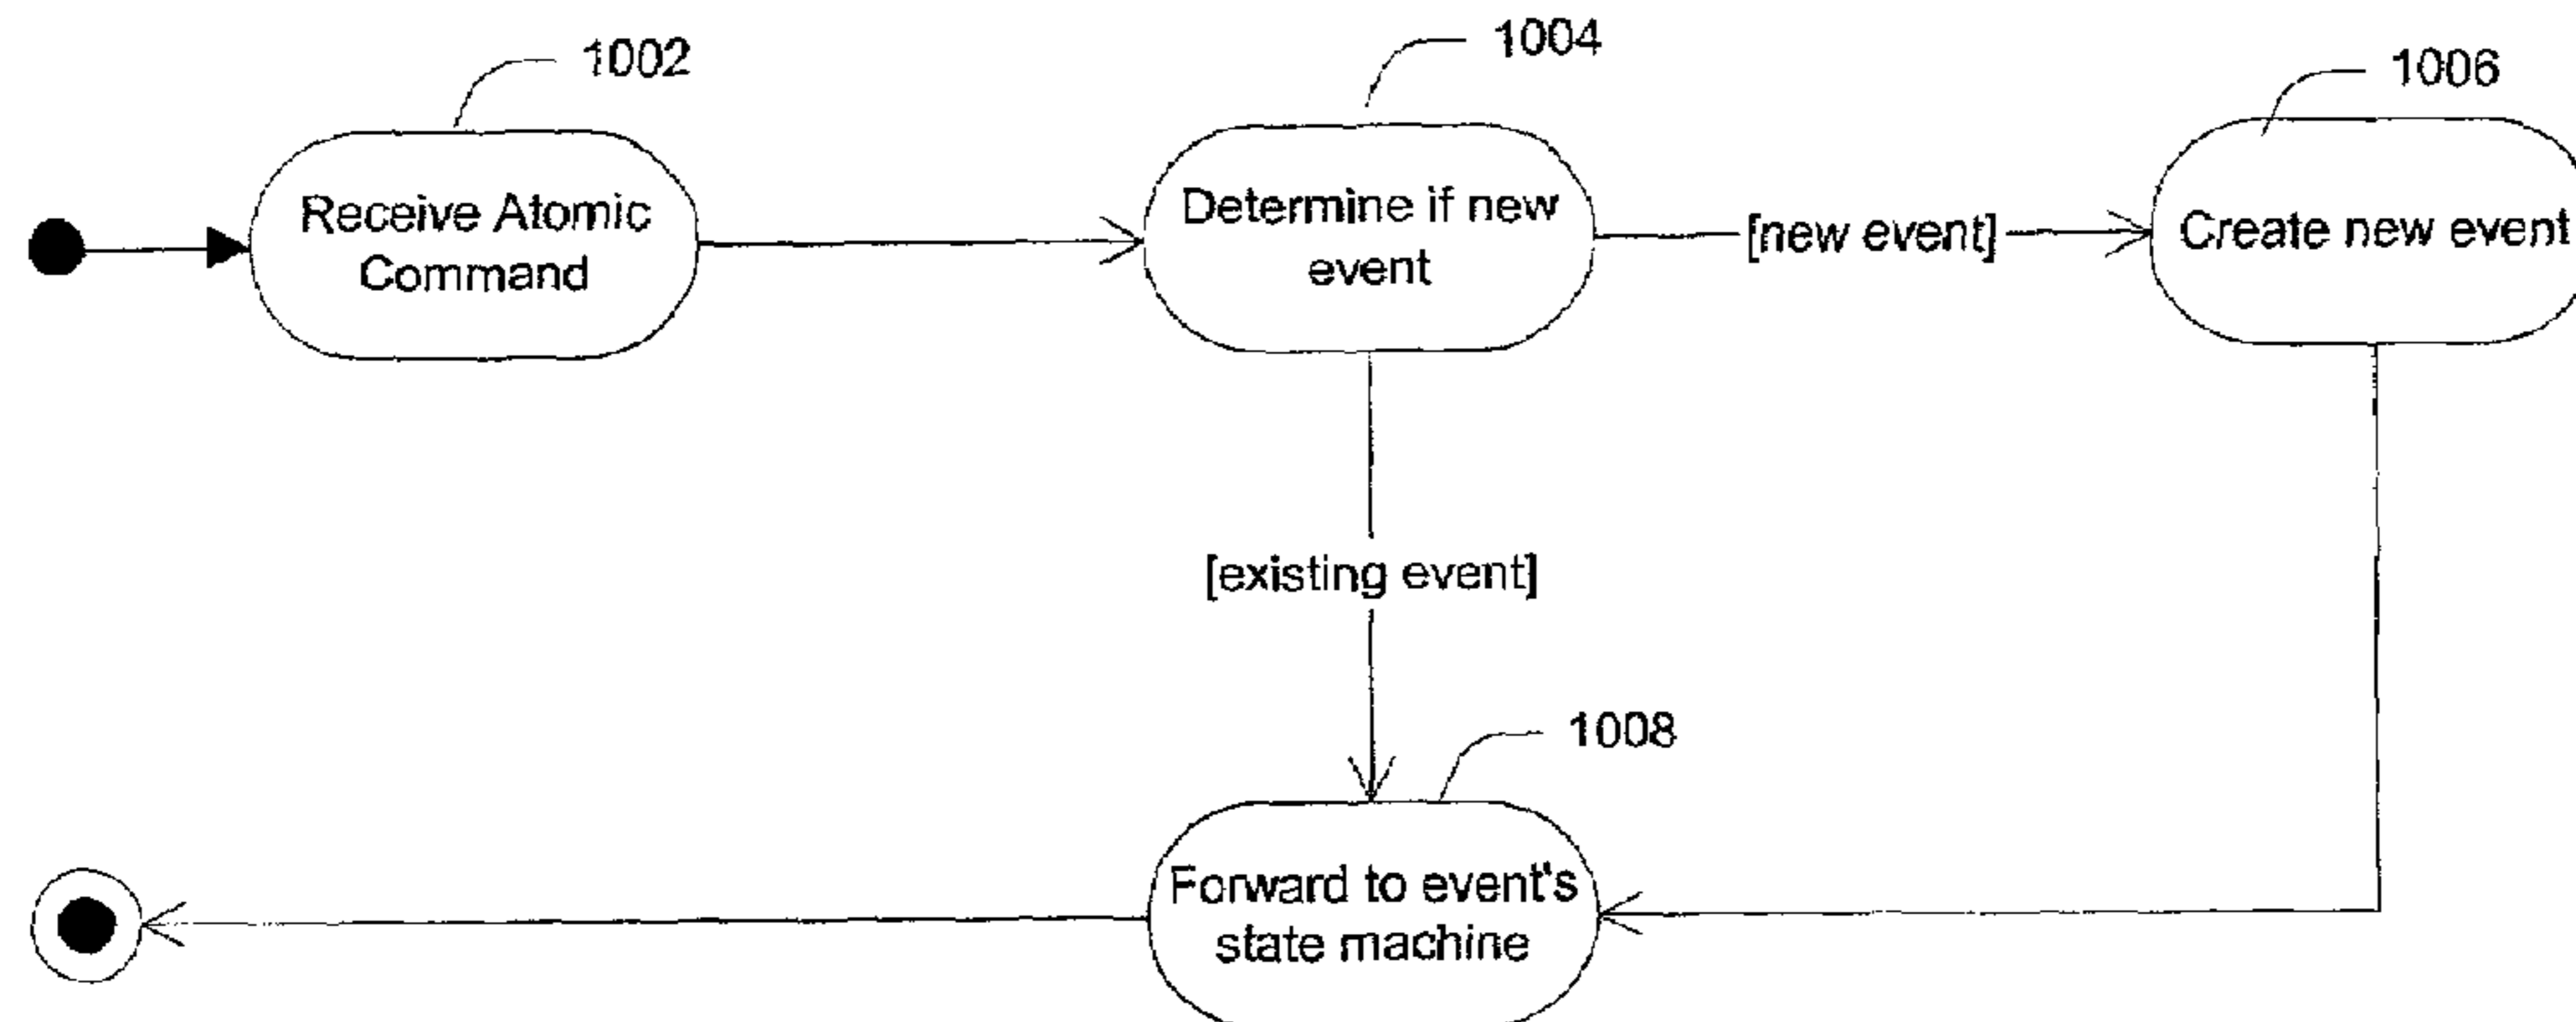 1002
1004
1006
Receive Atomic
Command
Determine if new
event
[new event]
Create new event
[existing event]
1008
Forward to event's
state machine